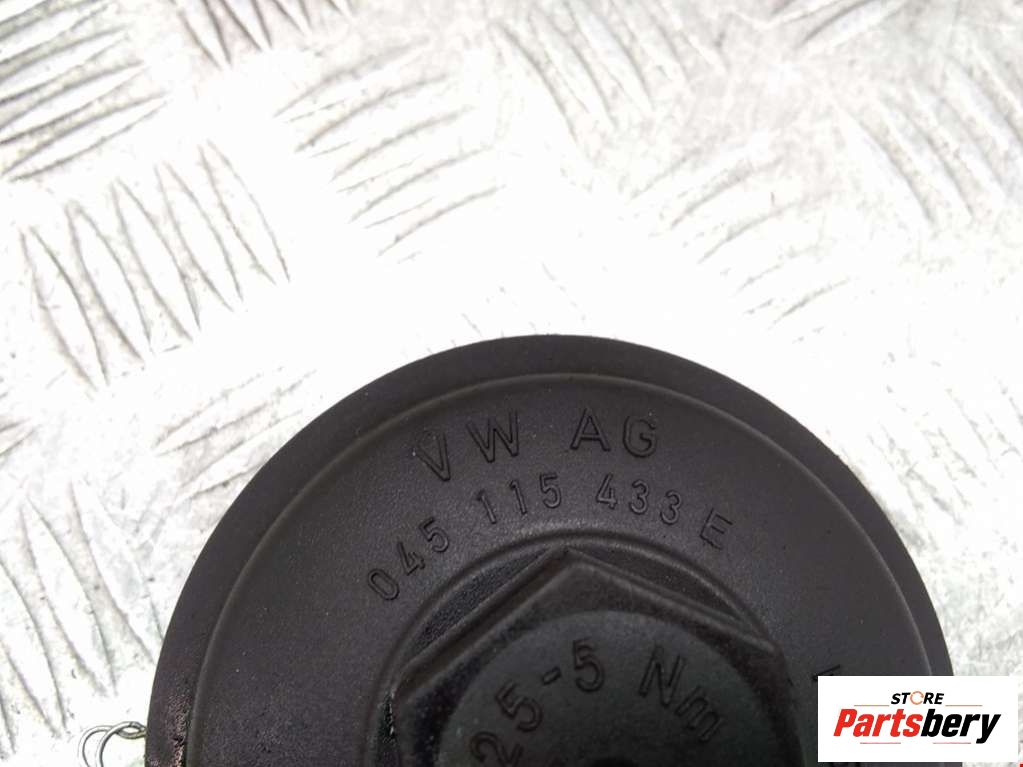 VW AG
045 115 433 E
25-5 Nm
STORE
Partsbery